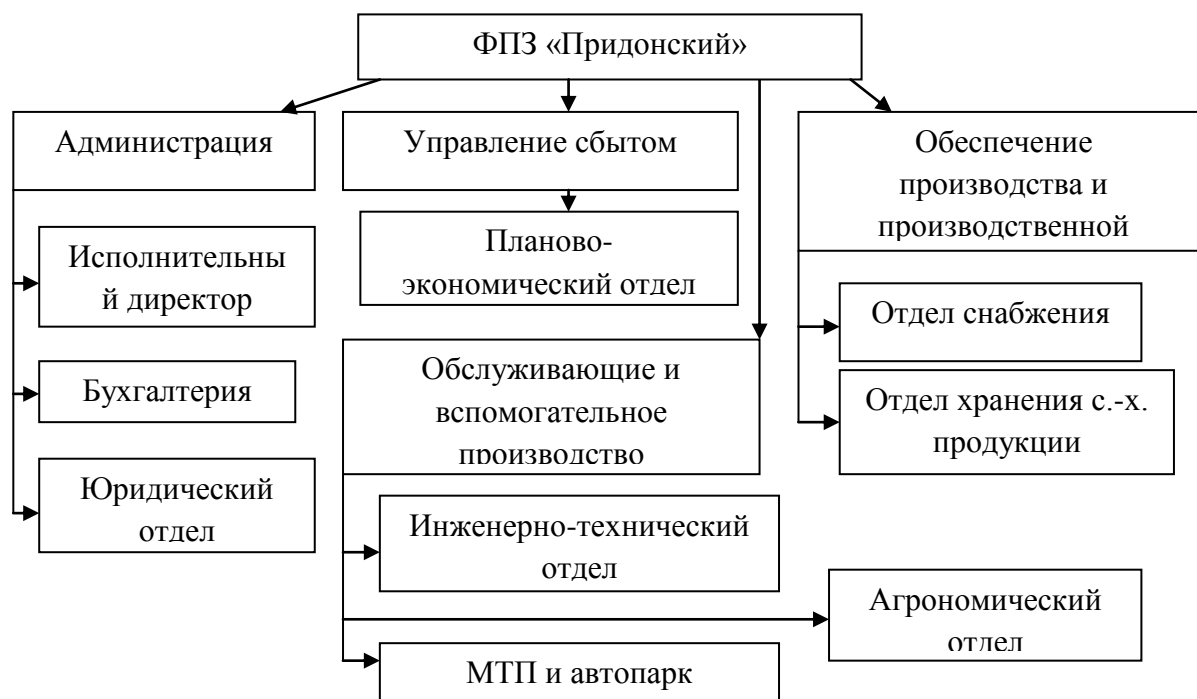 ФПЗ «Придонский»
Администрация
Исполнительны
й директор
Бухгалтерия
Юридический
отдел
Управление сбытом
Планово-
экономический отдел
Обслуживающие и
вспомогательное
производство
Инженерно-технический
отдел
Агрономический
отдел
МТП и автопарк
Обеспечение
производства и
производственной
Отдел снабжения
Отдел хранения с.-х.
продукции